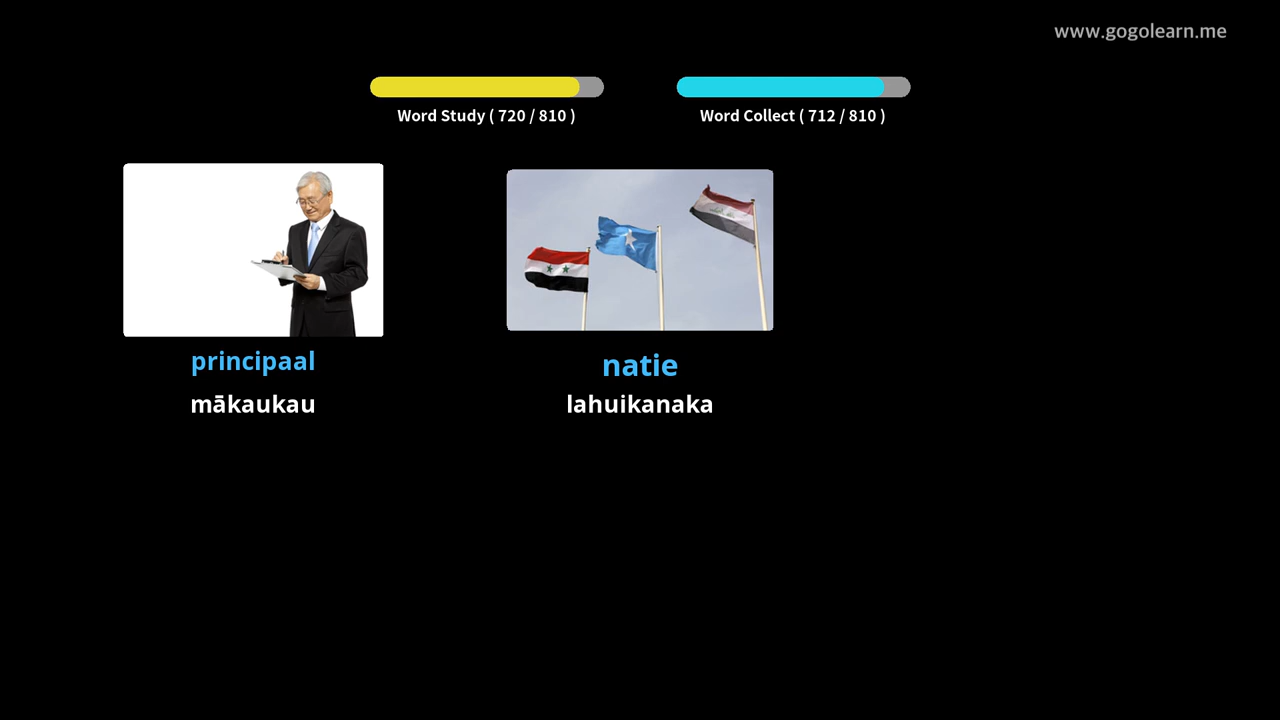 www.gogolearn.me
Word Study ( 720 / 810 )
Word Collect ( 712 / 810 )
principaal
mākaukau
natie
lahuikanaka